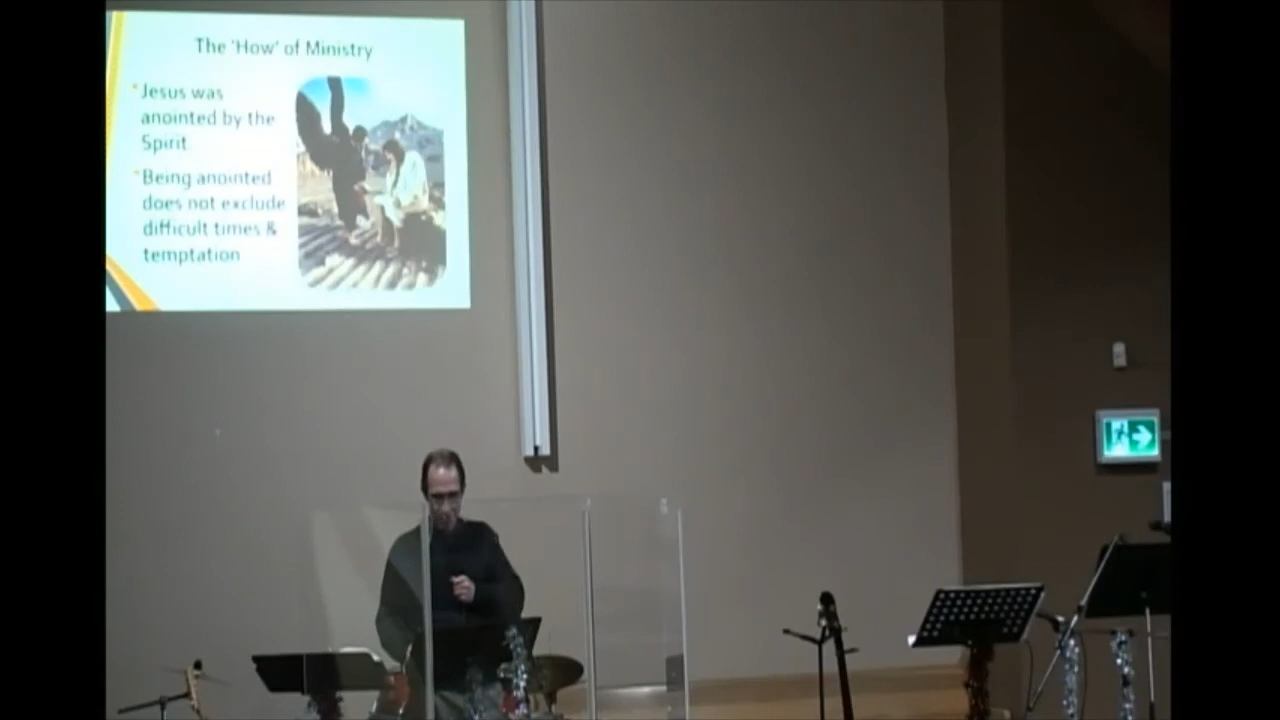 The 'How' of Ministry
Jesus was
anointed by the
Spirit
Being anointed
does not exclude
difficult times &
temptation